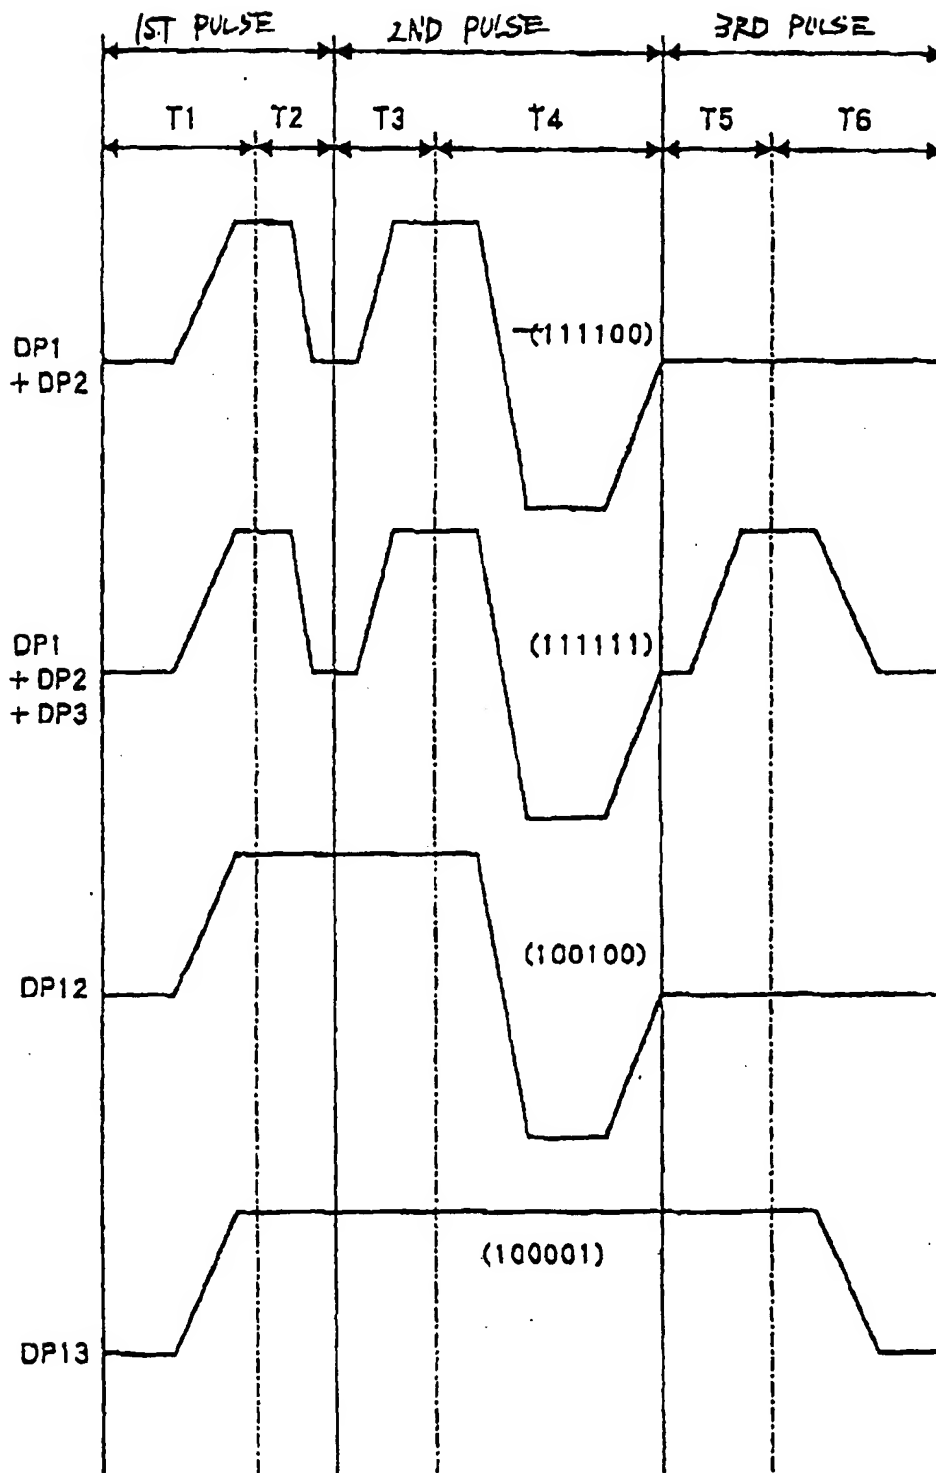 1ST PULSE 2ND PULSE 3RD PULSE
T1 T2 T3 T4 T5 T6
DP1
+ DP2
(111100)
DP1
+ DP2
+ DP3
(111111)
DP12
(100100)
DP13
(100001)